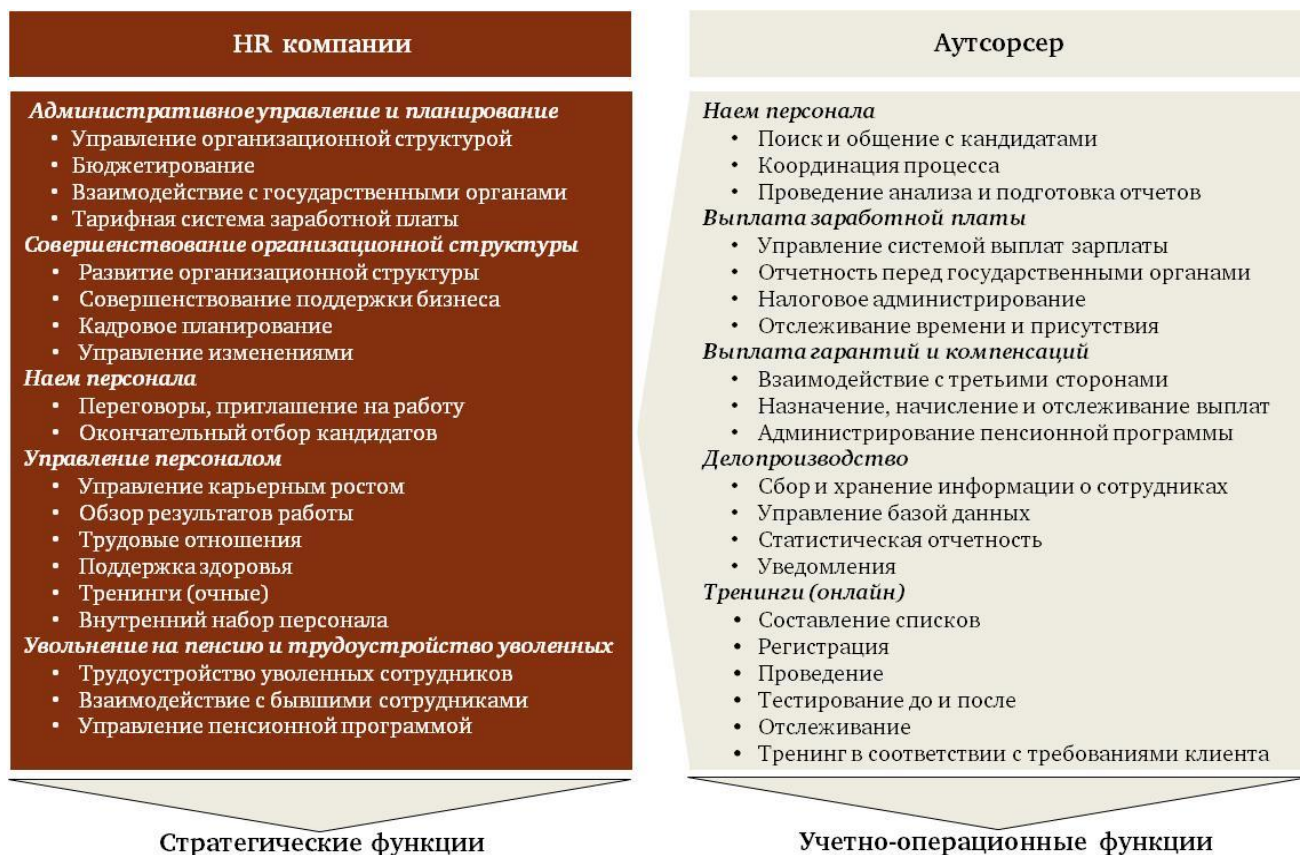 HR компании
Административное управление и планирование
• Управление организационной структурой
• Бюджетирование
• Взаимодействие с государственными органами
• Тарифная система заработной платы
Совершенствование организационной структуры
• Развитие организационной структуры
• Совершенствование поддержки бизнеса
• Кадровое планирование
• Управление изменениями
Наем персонала
• Переговоры, приглашение на работу
• Окончательный отбор кандидатов
Управление персоналом
• Управление карьерным ростом
• Обзор результатов работы
• Трудовые отношения
• Поддержка здоровья
• Тренинги (очные)
• Внутренний набор персонала
Увольнение на пенсию и трудоустройство уволенных
• Трудоустройство уволенных сотрудников
• Взаимодействие с бывшими сотрудниками
• Управление пенсионной программой
Стратегические функции
Аутсорсер
Наем персонала
• Поиск и общение с кандидатами
• Координация процесса
• Проведение анализа и подготовка отчетов
Выплата заработной платы
• Управление системой выплат зарплаты
• Отчетность перед государственными органами
• Налоговое администрирование
• Отслеживание времени и присутствия
Выплата гарантий и компенсаций
• Взаимодействие с третьими сторонами
• Назначение, начисление и отслеживание выплат
• Администрирование пенсионной программы
Делопроизводство
• Сбор и хранение информации о сотрудниках
• Управление базой данных
• Статистическая отчетность
• Уведомления
Тренинги (онлайн)
• Составление списков
• Регистрация
• Проведение
• Тестирование до и после
• Отслеживание
• Тренинг в соответствии с требованиями клиента
Учетно-операционные функции